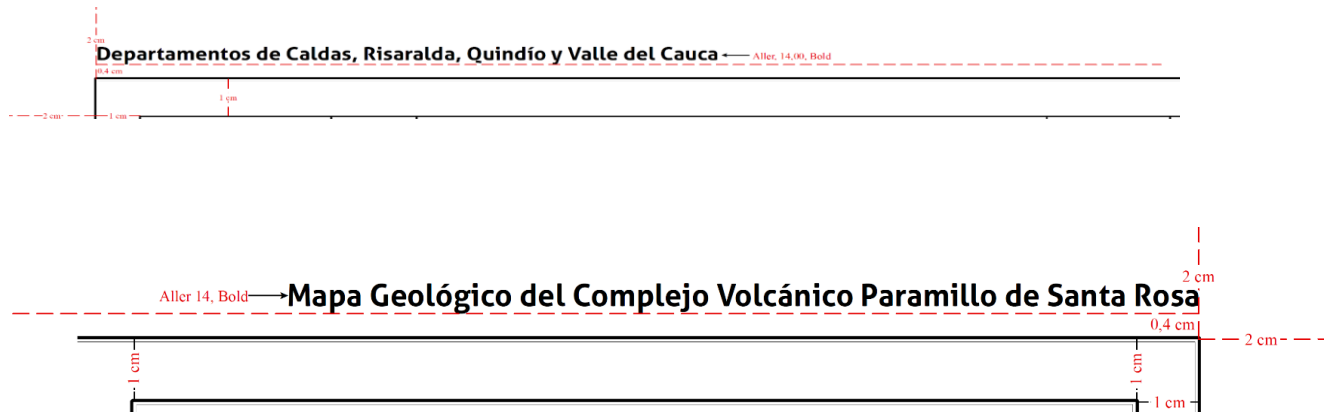 2 cm
Departamentos de Caldas, Risaralda, Quindío y Valle del Cauca Aller, 14,00, Bold
0.4 cm
1 cm
2 cm 1 cm
2 cm
Aller 14, Bold Mapa Geológico del Complejo Volcánico Paramillo de Santa Rosa
0,4 cm
2 cm
1 cm 1 cm
1 cm